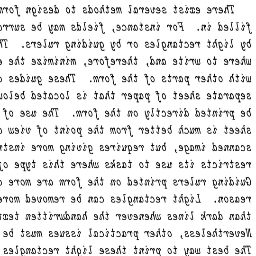 There exist several methods to design form
filled in. For instance, fields may be surro
by light rectangles or by guiding rulers. Th
where to write and, therefore, minimize the e
with other parts of the form. These guides c
separate sheet of paper that is located below
be printed directly on the form. The use of
sheet is much better from the point of view o
scanned image, but requires giving more instr
restricts its use to tasks where this type of
Guiding rulers printed on the form are more c
reason. Light rectangles can be removed more
than dark lines whenever the handwritten text
Nevertheless, other practical issues must be
The best way to print these light rectangles